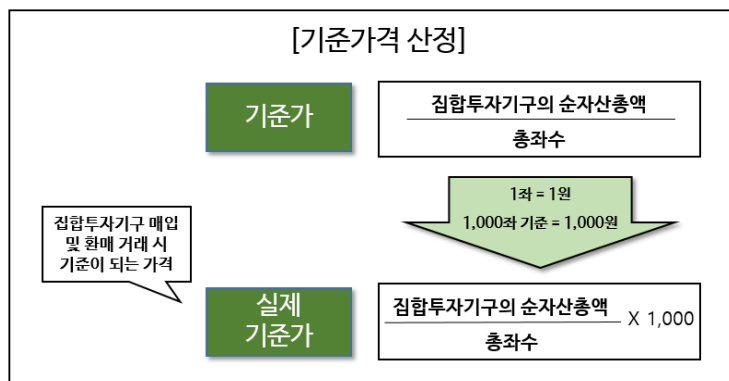 [기준가격 산정]
기준가
집합투자기구의 순자산총액
총좌수
1좌 = 1원
1,000좌 기준 = 1,000원
집합투자기구 매입
및 환매 거래 시
기준이 되는 가격
실제
기준가
집합투자기구의 순자산총액
총좌수
X 1,000